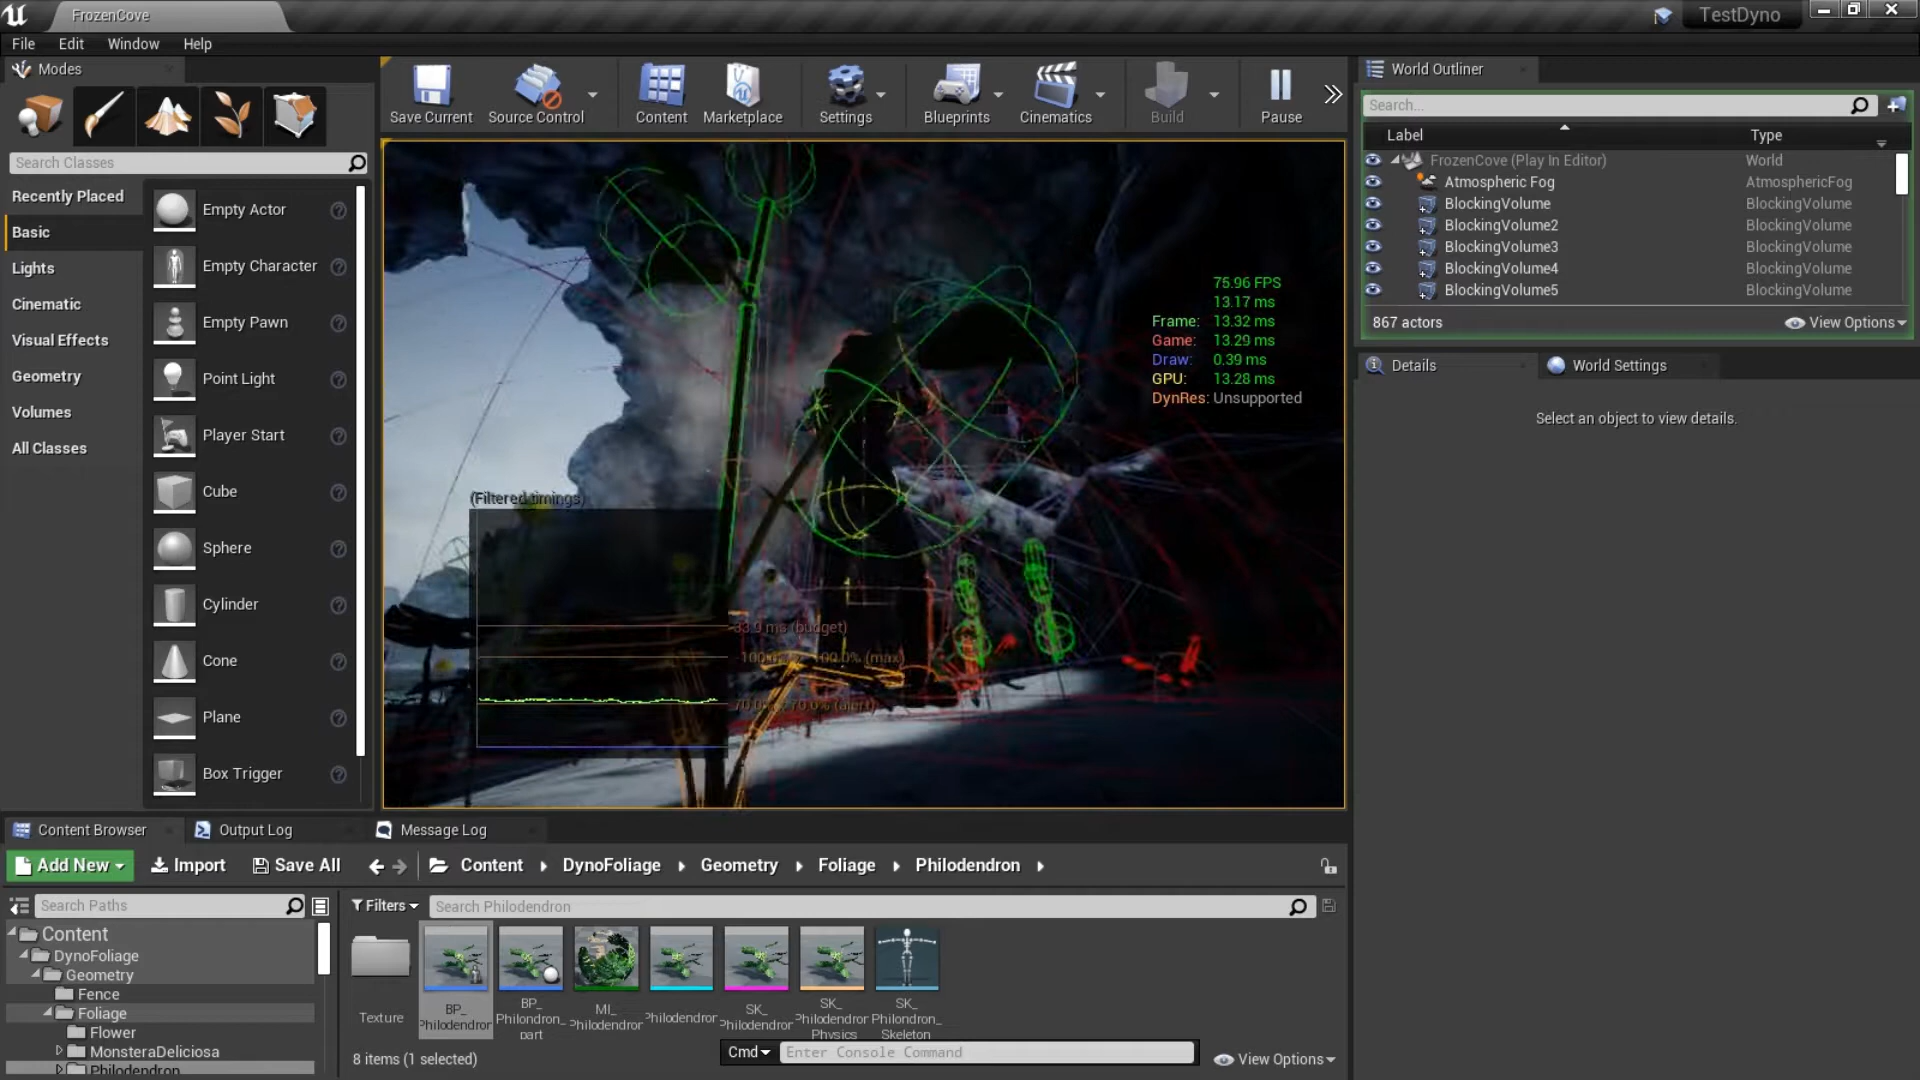 FrozenCove
TestDyno
File Edit Window Help
Modes
Search Classes
Recently Placed
Basic
Lights
Cinematic
Visual Effects
Geometry
Volumes
All Classes
Empty Actor
Empty Character
Empty Pawn
Point Light
Player Start
Cube
Sphere
Cylinder
Cone
Plane
Box Trigger
Save Current
Source Control
Content
Marketplace
Settings
Blueprints
Cinematics
Build
Pause
75.96 FPS
13.17 ms
Frame: 13.32 ms
Game: 13.29 ms
Draw: 0.39 ms
GPU: 13.28 ms
DynRes: Unsupported
(Filtered timings)
(budget)
100.0% (max)
(alert)
World Outliner
Search...
Label Type
FrozenCove (Play In Editor) World
Atmospheric Fog AtmosphericFog
BlockingVolume BlockingVolume
BlockingVolume2 BlockingVolume
BlockingVolume3 BlockingVolume
BlockingVolume4 BlockingVolume
BlockingVolume5 BlockingVolume
867 actors View Options
Details World Settings
Select an object to view details.
Content Browser Output Log Message Log
Add New Import Save All Content DynoFoliage Geometry Foliage Philodendron
Search Paths
Content
DynoFoliage
Geometry
Fence
Foliage
Flower
MonsteraDeliciosa
Philodendron
Filters Search Philodendron
Texture
BP_
Philodendron
BP_
Philondron_
part
MI_
Philodendron
Philodendron
SK_
Philodendron
SK_
Philodendron
Physics
SK_
Philondron_
Skeleton
8 items (1 selected)
Cmd Enter Console Command
View Options